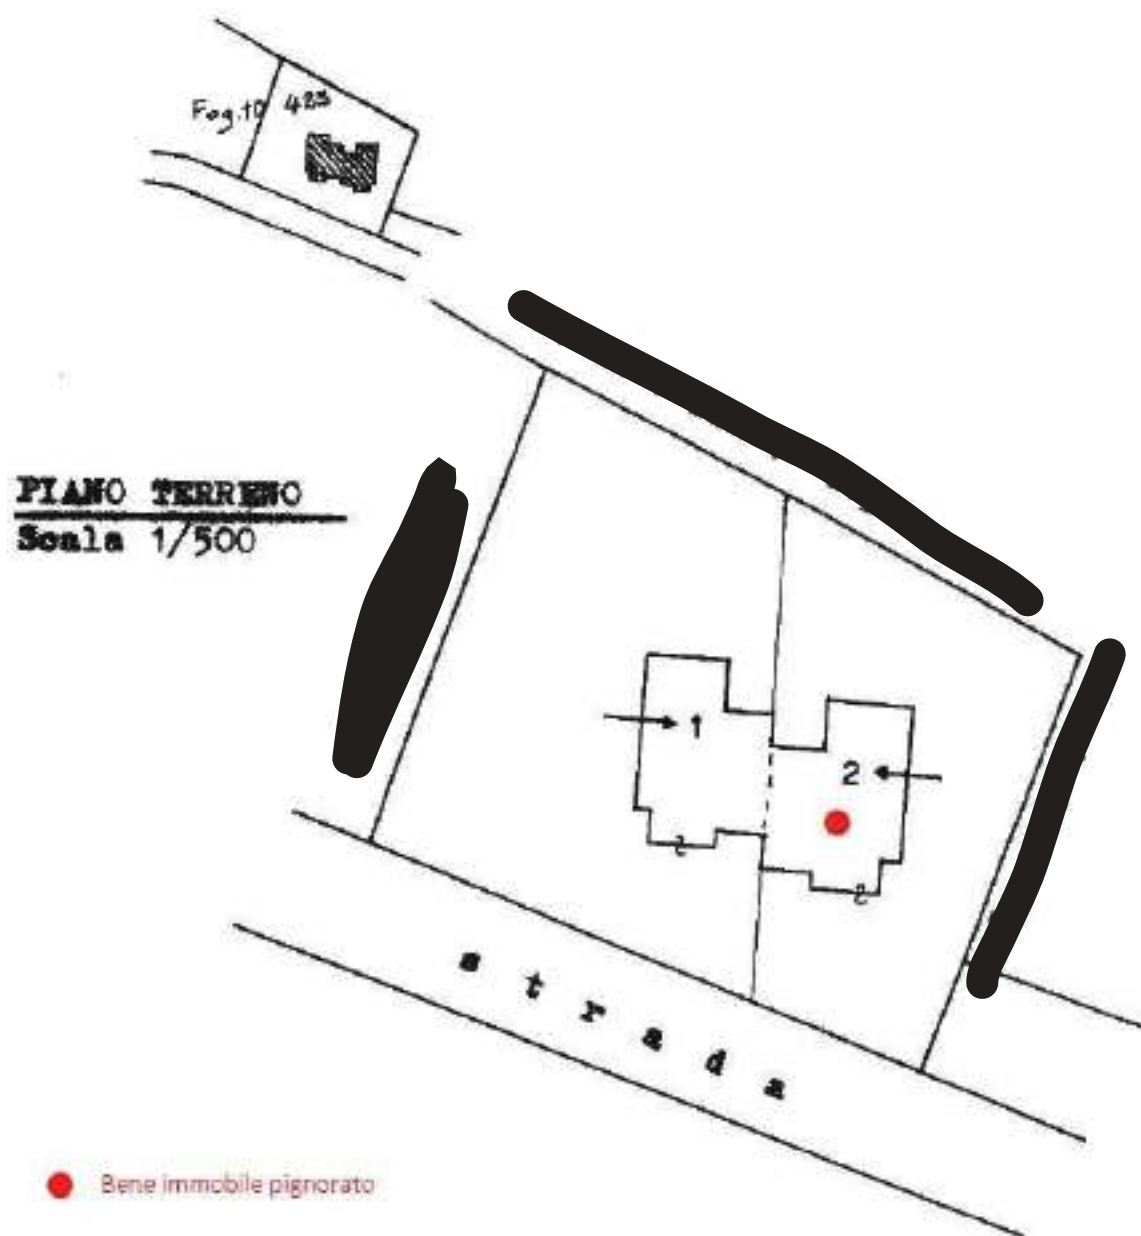 Fog.10 423
PIANO TERRENO
Scala 1/500
1
2
2
2
strada
Bene immobile pignorato